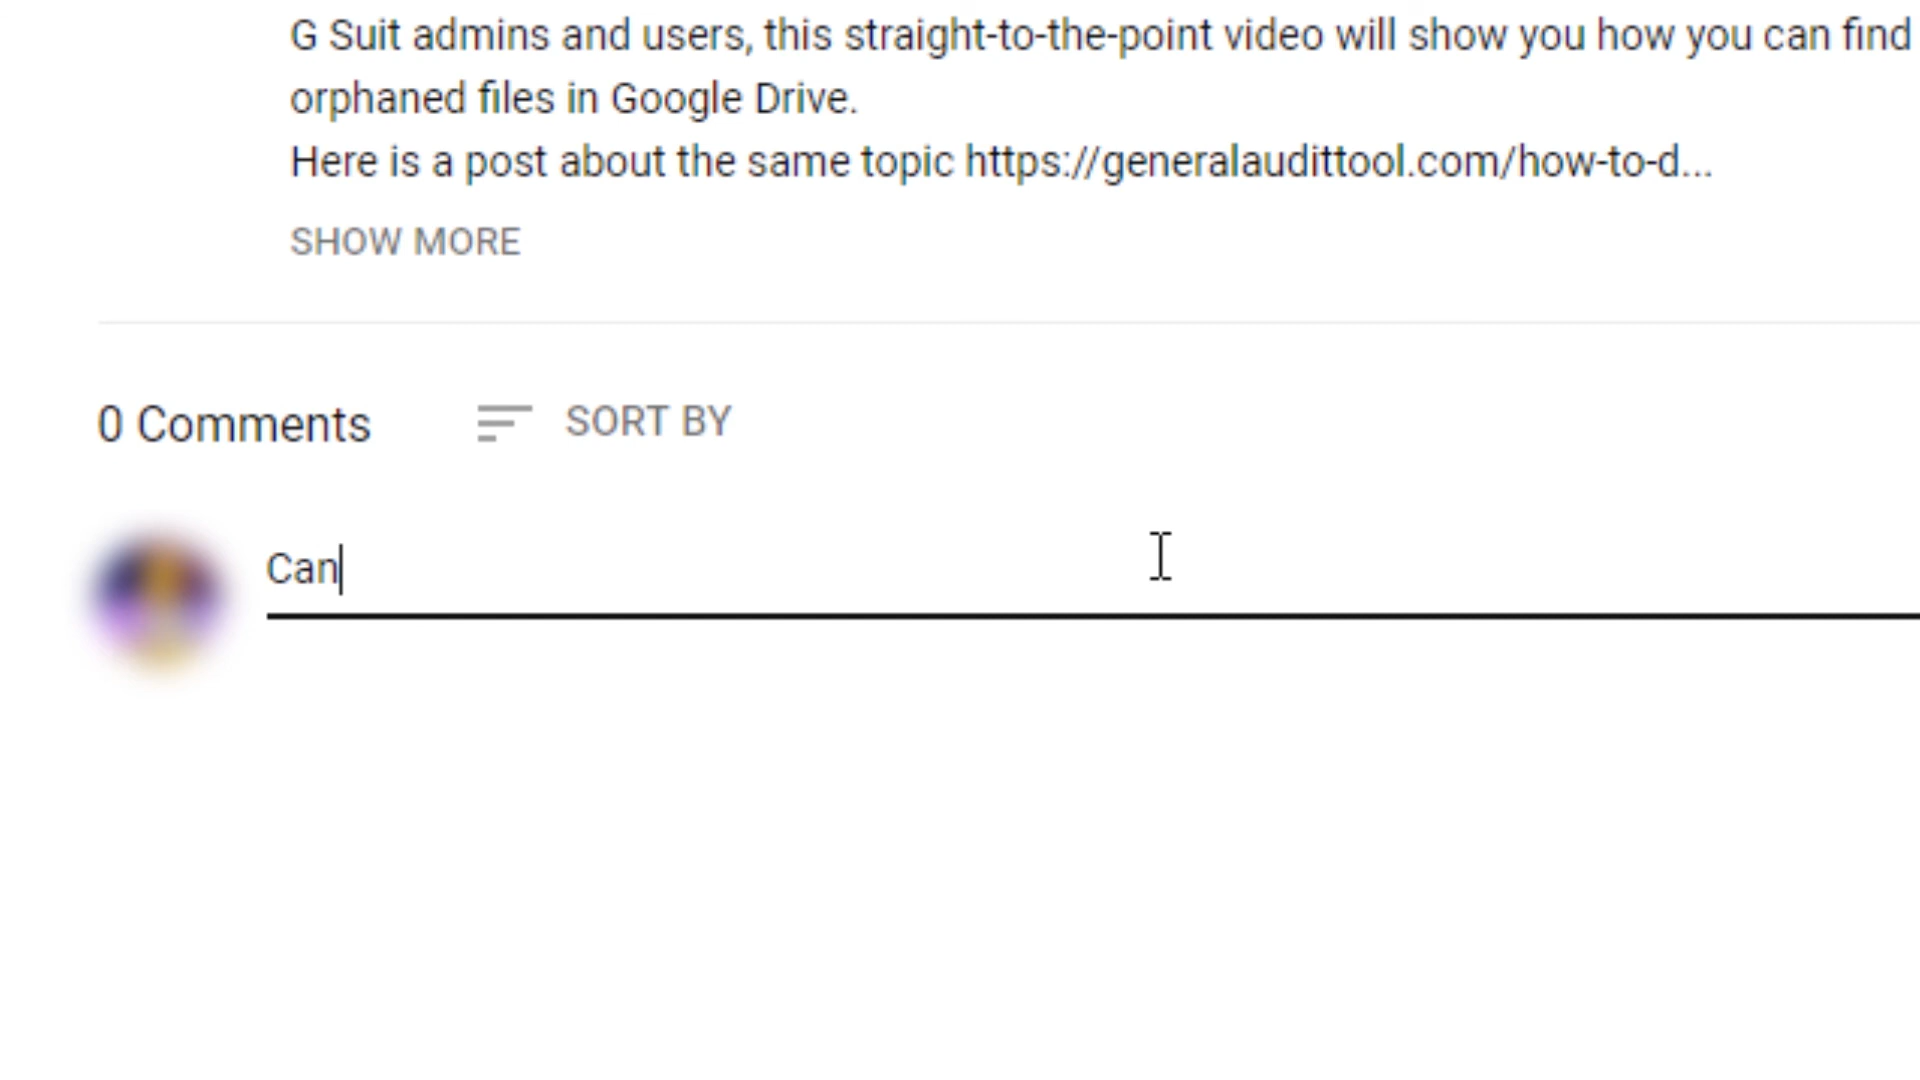 G Suit admins and users, this straight-to-the-point video will show you how you can find
orphaned files in Google Drive.
Here is a post about the same topic https://generalaudittool.com/how-to-d...
SHOW MORE
0 Comments SORT BY
Can